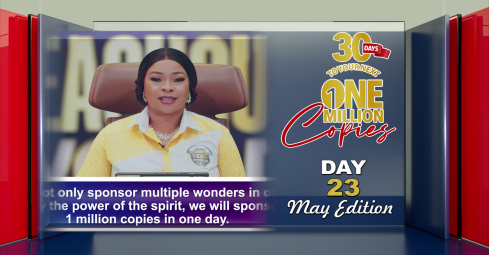 30
DAYS
TO YOUR NEXT
ONE
MILLION
Copies
DAY
23
May Edition
ot only sponsor multiple wonders in o
the power of the spirit, we will spons
1 million copies in one day.